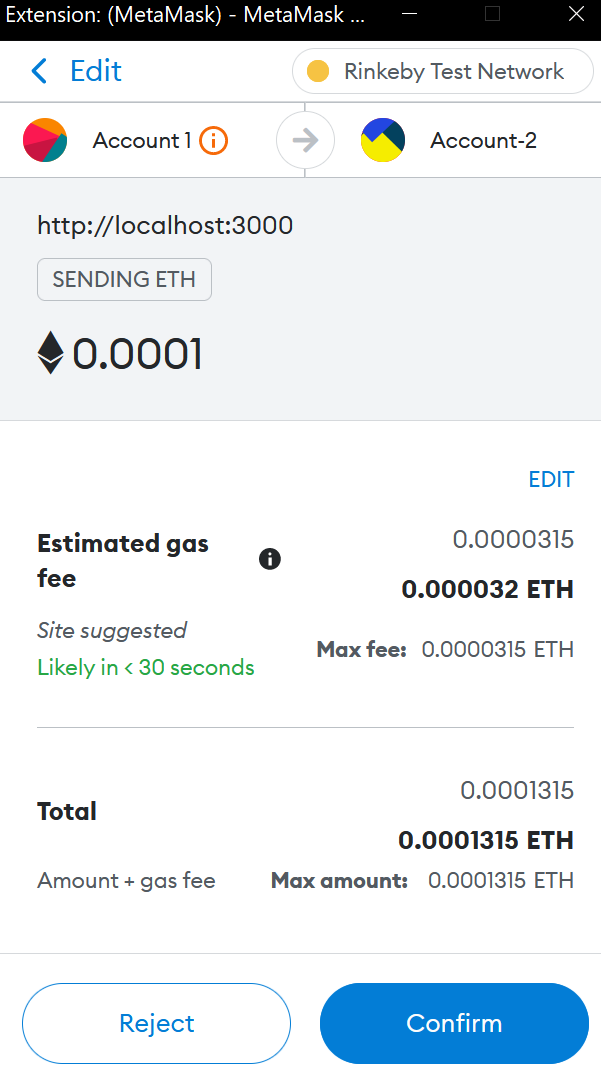 Extension: (MetaMask) - MetaMask ...
Edit
Rinkeby Test Network
Account 1
Account-2
http://localhost:3000
SENDING ETH
0.0001
EDIT
Estimated gas
fee
0.0000315
0.000032 ETH
Site suggested
Likely in < 30 seconds
Max fee: 0.0000315 ETH
Total
0.0001315
0.0001315 ETH
Amount + gas fee
Max amount: 0.0001315 ETH
Reject
Confirm